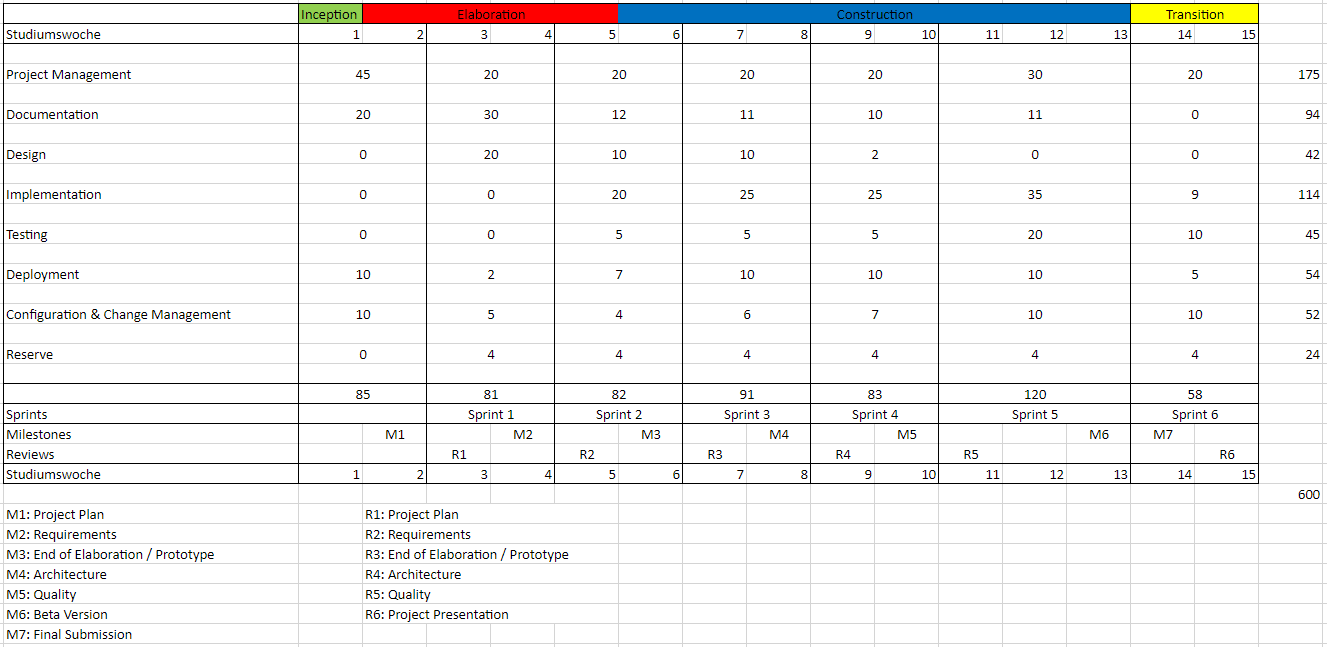 Inception Elaboration Construction Transition
Studiumswoche 1 2 3 4 5 6 7 8 9 10 11 12 13 14 15
Project Management 45 20 20 20 20 30 20 175
Documentation 20 30 12 11 10 11 0 94
Design 0 20 10 10 2 0 0 42
Implementation 0 0 20 25 25 35 9 114
Testing 0 0 5 5 5 20 10 45
Deployment 10 2 7 10 10 10 5 54
Configuration & Change Management 10 5 4 6 7 10 10 52
Reserve 0 4 4 4 4 4 4 24
85 81 82 91 83 120 58
Sprints Sprint 1 Sprint 2 Sprint 3 Sprint 4 Sprint 5 Sprint 6
Milestones M1 M2 M3 M4 M5 M6 M7
Reviews R1 R2 R3 R4 R5 R6
Studiumswoche 1 2 3 4 5 6 7 8 9 10 11 12 13 14 15
600
M1: Project Plan R1: Project Plan
M2: Requirements R2: Requirements
M3: End of Elaboration / Prototype R3: End of Elaboration / Prototype
M4: Architecture R4: Architecture
M5: Quality R5: Quality
M6: Beta Version R6: Project Presentation
M7: Final Submission